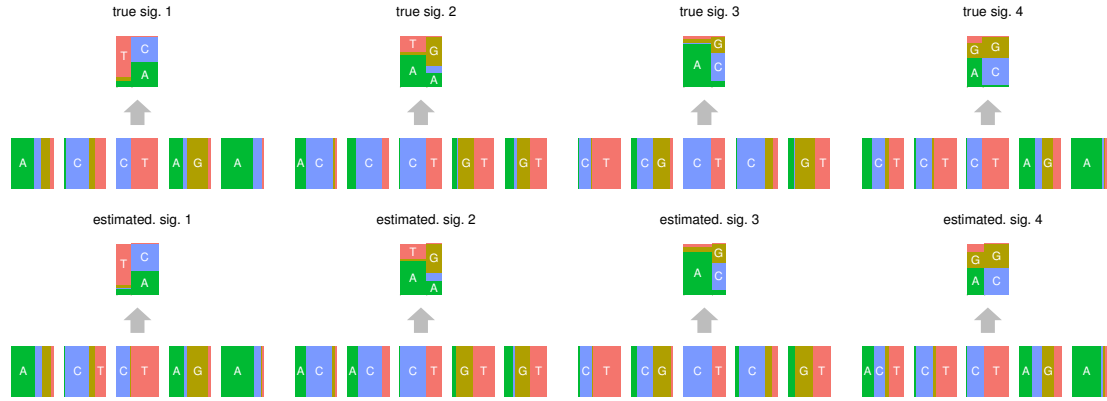 true sig. 1 true sig. 2 true sig. 3 true sig. 4
T C A T G A A G A C G G A C
A C C T A G A A C C C T G T G T C T C G C T C G T C T C T C T A G A
estimated. sig. 1 estimated. sig. 2 estimated. sig. 3 estimated. sig. 4
T C A T G A A G A C G G A C
A C T C T A G A A C A C C T G T G T C T C G C T C G T A C T C T C T A G A